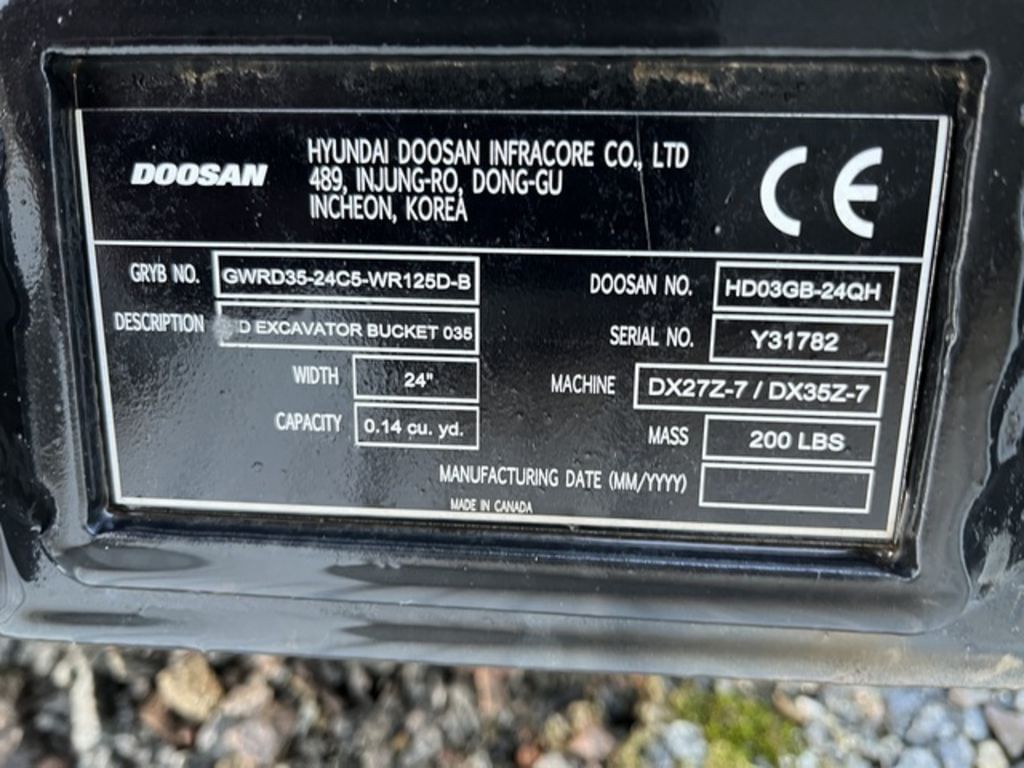 DOOSAN
HYUNDAI DOOSAN INFRACORE CO., LTD
489, INJUNG-RO, DONG-GU
INCHEON, KOREA
CE
GRYB NO. GWRD35-24C5-WR125D-B
DESCRIPTION EXCAVATOR BUCKET 035
WIDTH 24"
CAPACITY 0.14 cu. yd.
DOOSAN NO. HD03GB-24QH
SERIAL NO. Y31782
MACHINE DX27Z-7 / DX35Z-7
MASS 200 LBS
MANUFACTURING DATE (MM/YYYY)
MADE IN CANADA